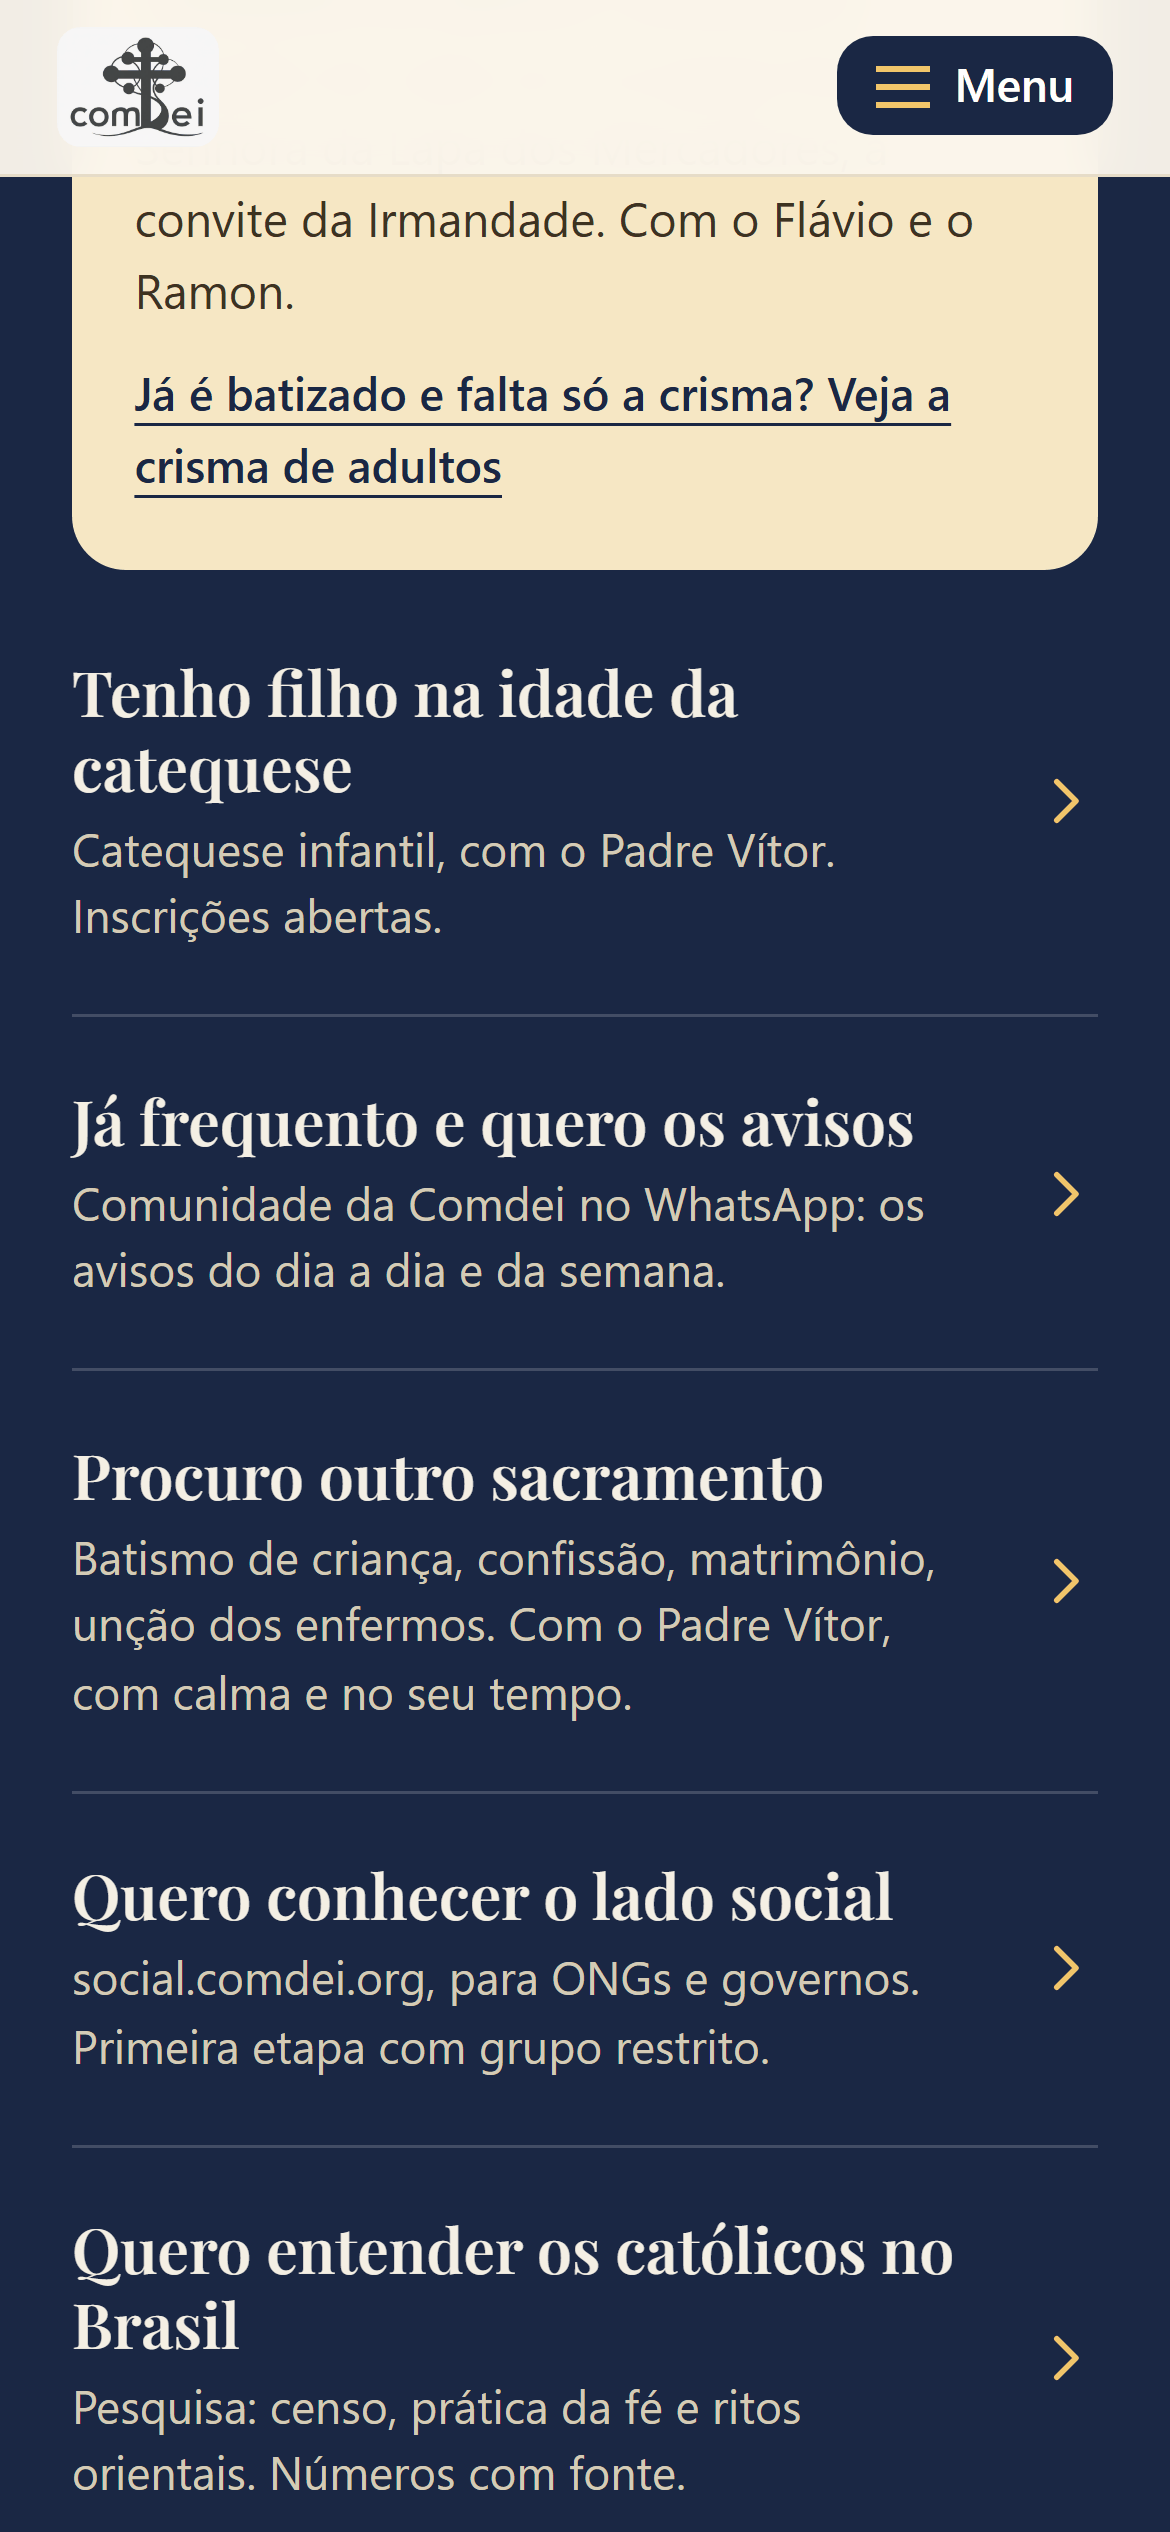 comDei
Menu
convite da Irmandade. Com o Flávio e o
Ramon.
Já é batizado e falta só a crisma? Veja a
crisma de adultos
Tenho filho na idade da
catequese
Catequese infantil, com o Padre Vítor.
Inscrições abertas.
Já frequento e quero os avisos
Comunidade da Comdei no WhatsApp: os
avisos do dia a dia e da semana.
Procuro outro sacramento
Batismo de criança, confissão, matrimônio,
unção dos enfermos. Com o Padre Vítor,
com calma e no seu tempo.
Quero conhecer o lado social
social.comdei.org, para ONGs e governos.
Primeira etapa com grupo restrito.
Quero entender os católicos no
Brasil
Pesquisa: censo, prática da fé e ritos
orientais. Números com fonte.